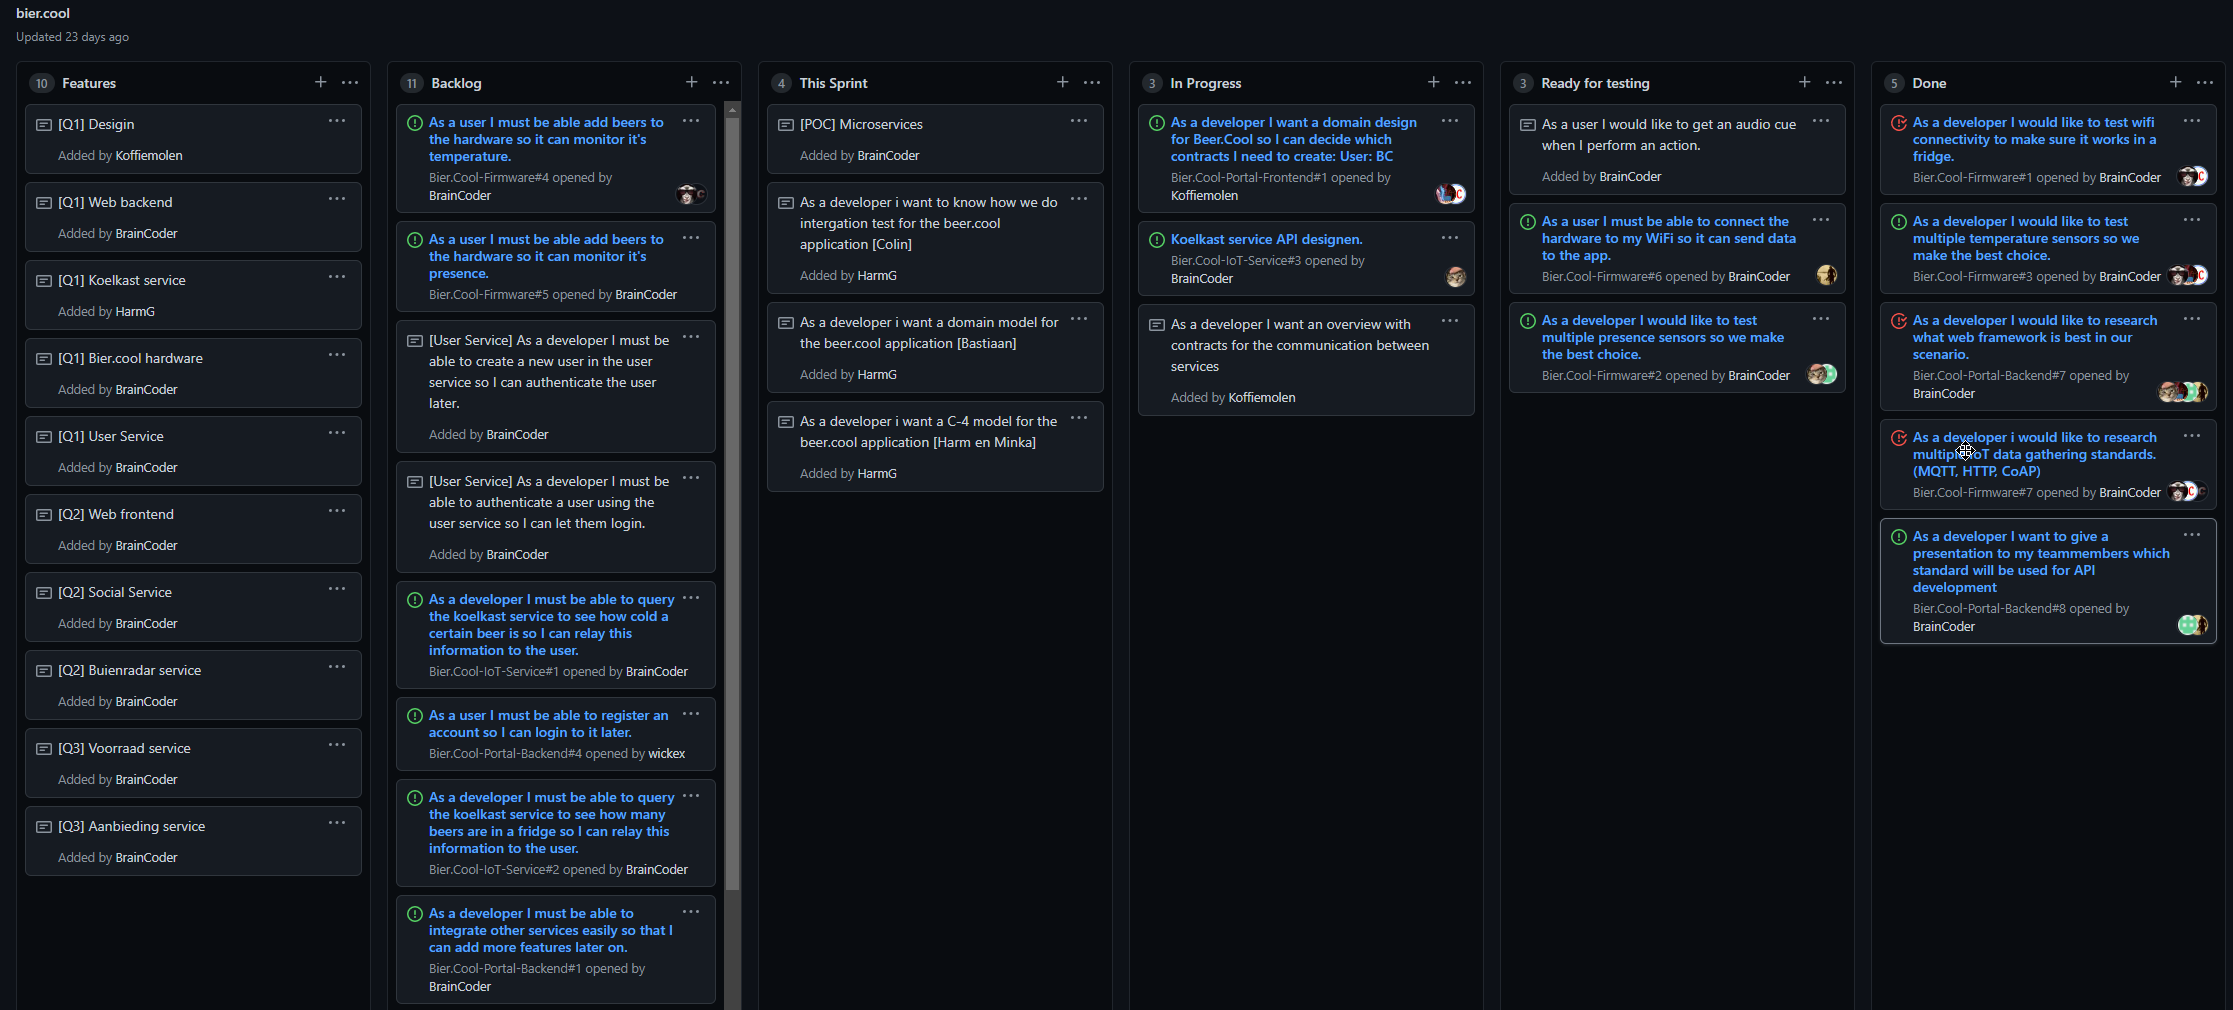 bier.cool
Updated 23 days ago
10 Features
[Q1] Desigin
Added by Koffiemolen
[Q1] Web backend
Added by BrainCoder
[Q1] Koelkast service
Added by HarmG
[Q1] Bier.cool hardware
Added by BrainCoder
[Q1] User Service
Added by BrainCoder
[Q2] Web frontend
Added by BrainCoder
[Q2] Social Service
Added by BrainCoder
[Q2] Buienradar service
Added by BrainCoder
[Q3] Voorraad service
Added by BrainCoder
[Q3] Aanbieding service
Added by BrainCoder
11 Backlog
As a user I must be able add beers to
the hardware so it can monitor it's
temperature.
Bier.Cool-Firmware#4 opened by
BrainCoder
As a user I must be able add beers to
the hardware so it can monitor it's
presence.
Bier.Cool-Firmware#5 opened by BrainCoder
[User Service] As a developer I must be
able to create a new user in the user
service so I can authenticate the user
later.
Added by BrainCoder
[User Service] As a developer I must be
able to authenticate a user using the
user service so I can let them login.
Added by BrainCoder
As a developer I must be able to query
the koelkast service to see how cold a
certain beer is so I can relay this
information to the user.
Bier.Cool-IoT-Service#1 opened by BrainCoder
As a user I must be able to register an
account so I can login to it later.
Bier.Cool-Portal-Backend#4 opened by wickex
As a developer I must be able to query
the koelkast service to see how many
beers are in a fridge so I can relay this
information to the user.
Bier.Cool-IoT-Service#2 opened by BrainCoder
As a developer I must be able to
integrate other services easily so that I
can add more features later on.
Bier.Cool-Portal-Backend#1 opened by
BrainCoder
4 This Sprint
[POC] Microservices
Added by BrainCoder
As a developer i want to know how we do
intergation test for the beer.cool
application [Colin]
Added by HarmG
As a developer i want a domain model for
the beer.cool application [Bastiaan]
Added by HarmG
As a developer i want a C-4 model for the
beer.cool application [Harm en Minka]
Added by HarmG
3 In Progress
As a developer I want a domain design
for Beer.Cool so I can decide which
contracts I need to create: User: BC
Bier.Cool-Portal-Frontend#1 opened by
Koffiemolen
Koelkast service API designen.
Bier.Cool-IoT-Service#3 opened by
BrainCoder
As a developer I want an overview with
contracts for the communication between
services
Added by Koffiemolen
3 Ready for testing
As a user I would like to get an audio cue
when I perform an action.
Added by BrainCoder
As a user I must be able to connect the
hardware to my WiFi so it can send data
to the app.
Bier.Cool-Firmware#6 opened by BrainCoder
As a developer I would like to test
multiple presence sensors so we make
the best choice.
Bier.Cool-Firmware#2 opened by BrainCoder
5 Done
As a developer I would like to test wifi
connectivity to make sure it works in a
fridge.
Bier.Cool-Firmware#1 opened by BrainCoder
As a developer I would like to test
multiple temperature sensors so we
make the best choice.
Bier.Cool-Firmware#3 opened by BrainCoder
As a developer I would like to research
what web framework is best in our
scenario.
Bier.Cool-Portal-Backend#7 opened by
BrainCoder
As a developer i would like to research
multiple IoT data gathering standards.
(MQTT, HTTP, CoAP)
Bier.Cool-Firmware#7 opened by BrainCoder
As a developer I want to give a
presentation to my teammembers which
standard will be used for API
development
Bier.Cool-Portal-Backend#8 opened by
BrainCoder